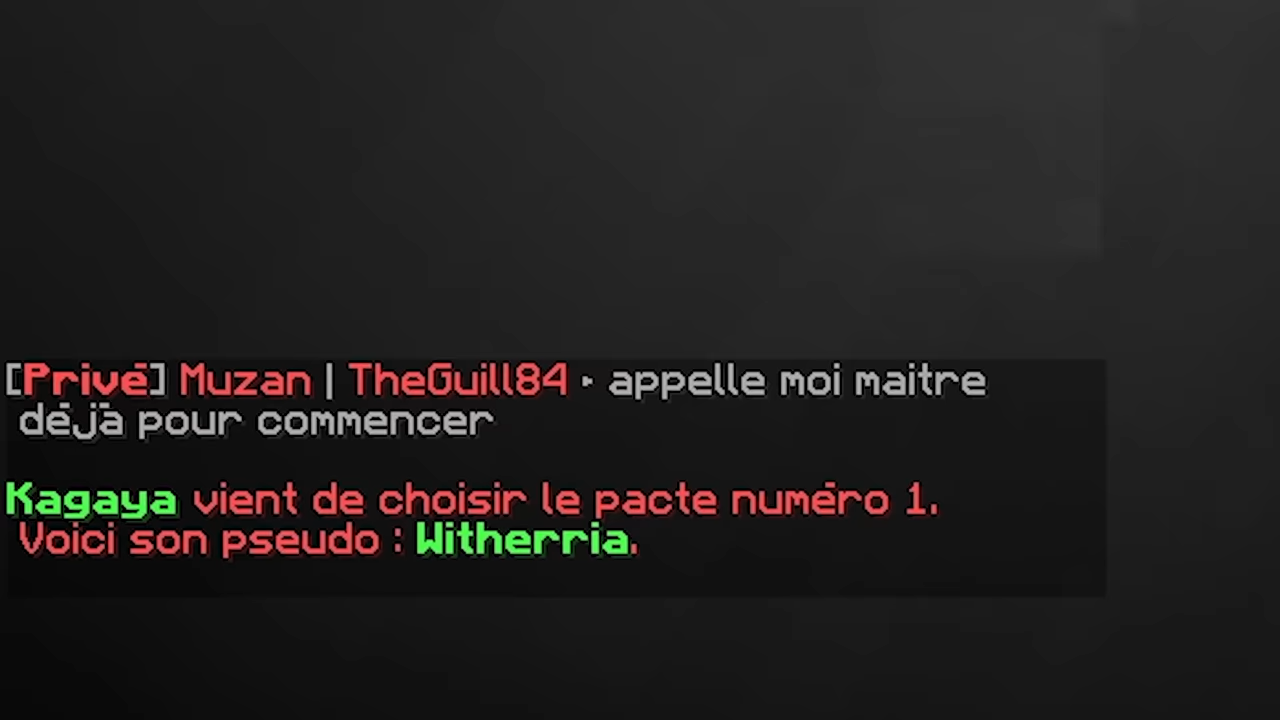 [Privé] Muzan | TheGuill84 · appelle moi maitre
déjà pour commencer
Kagaya vient de choisir le pacte numéro 1.
Voici son pseudo : Witherria.